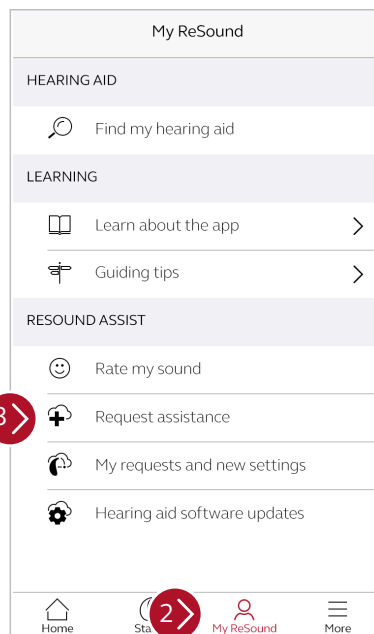 My ReSound
HEARING AID
Find my hearing aid
LEARNING
Learn about the app
Guiding tips
RESOUND ASSIST
Rate my sound
3
Request assistance
My requests and new settings
Hearing aid software updates
2
Home
My ReSound
More